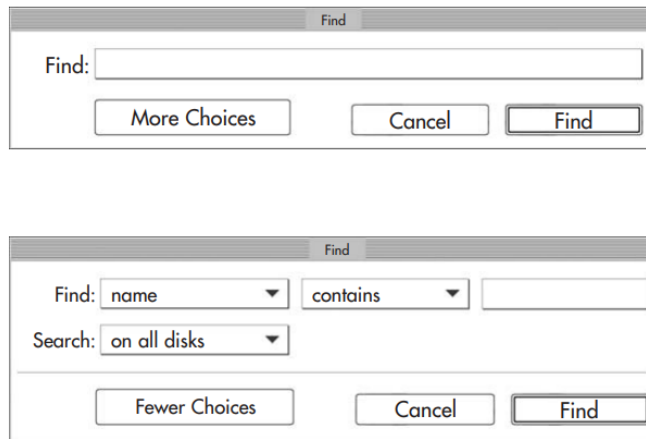 Find
Find:
More Choices Cancel Find
Find
Find: name contains
Search: on all disks
Fewer Choices Cancel Find